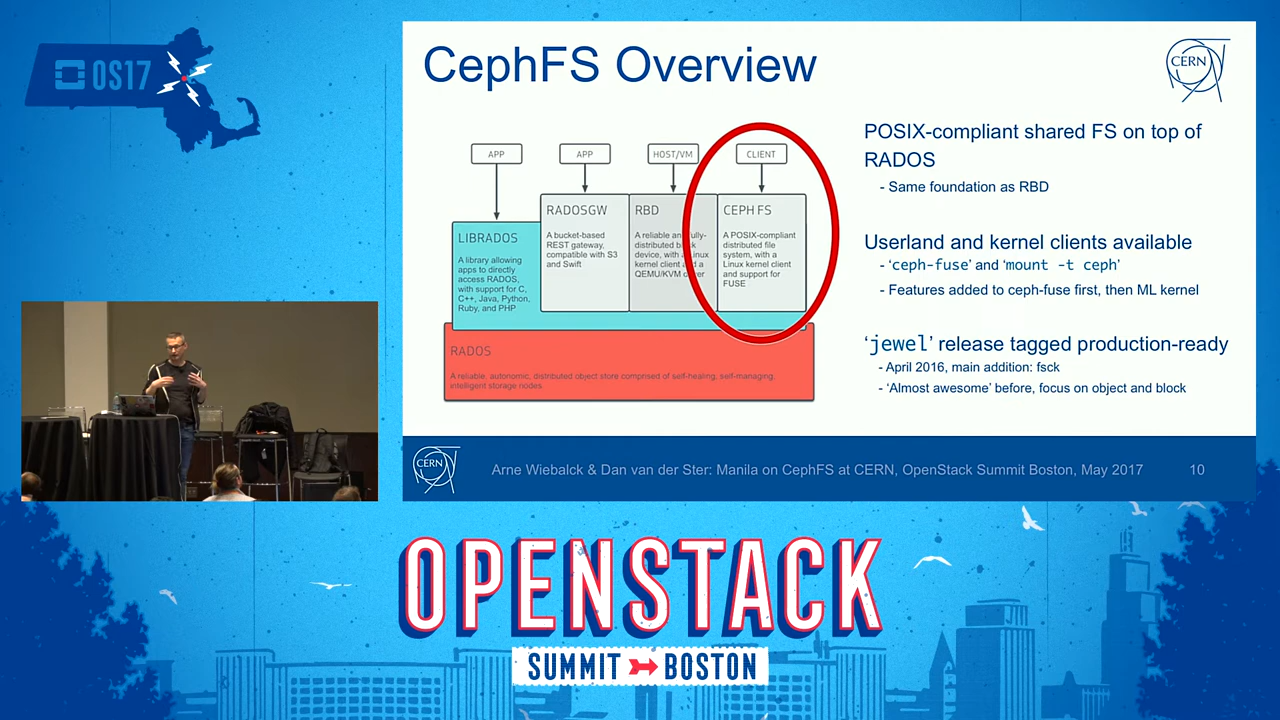 OS17
CephFS Overview
CERN
APP
APP
HOST/VM
CLIENT
LIBRADOS
A library allowing
apps to directly
access RADOS,
with support for C,
C++, Java, Python,
Ruby, and PHP
RADOSGW
A bucket-based
REST gateway,
compatible with S3
and Swift
RBD
A reliable and fully-
distributed block
device, with a Linux
kernel client and a
QEMU/KVM driver
CEPH FS
A POSIX-compliant
distributed file
system, with a
Linux kernel client
and support for
FUSE
RADOS
A reliable, autonomic, distributed object store comprised of self-healing, self-managing,
intelligent storage nodes
POSIX-compliant shared FS on top of
RADOS
- Same foundation as RBD
Userland and kernel clients available
- ‘ceph-fuse’ and ‘mount -t ceph’
- Features added to ceph-fuse first, then ML kernel
‘jewel’ release tagged production-ready
- April 2016, main addition: fsck
- ‘Almost awesome’ before, focus on object and block
CERN
Arne Wiebalck & Dan van der Ster: Manila on CephFS at CERN, OpenStack Summit Boston, May 2017
10
OPENSTACK
SUMMIT BOSTON